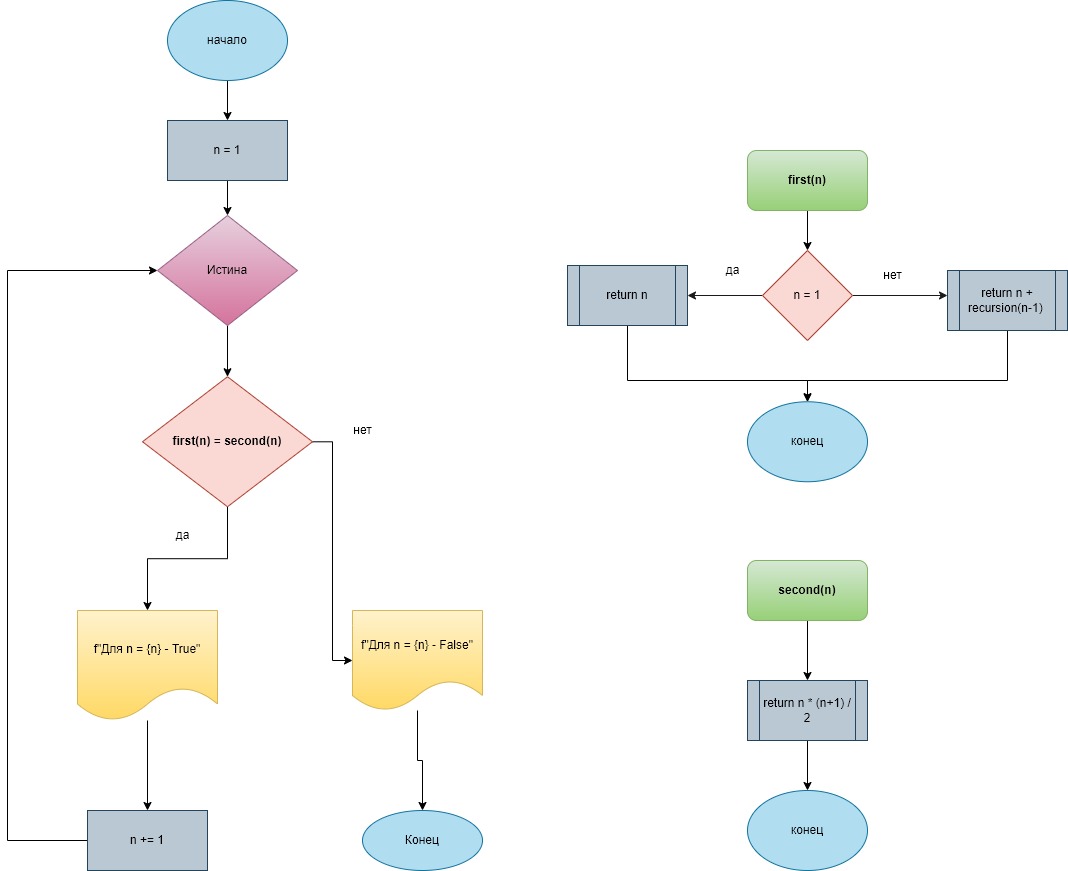 начало
n = 1
Истина
first(n) = second(n)
нет
да
f"Для n = {n} - True"
f"Для n = {n} - False"
n += 1
Конец
first(n)
n = 1
да
нет
return n
return n +
recursion(n-1)
конец
second(n)
return n * (n+1) /
2
конец